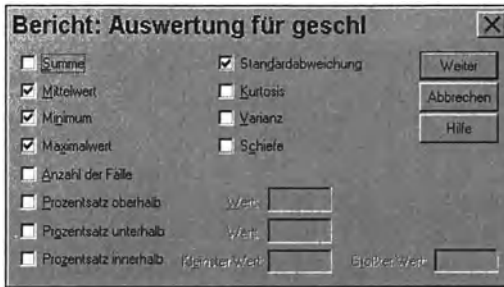 Bericht: Auswertung für geschl
Summe
Standardabweichung
Weiter
Mittelwert
Kurtosis
Abbrechen
Minimum
Varianz
Hilfe
Maximalwert
Schiefe
Anzahl der Fälle
Prozentsatz oberhalb Wert:
Prozentsatz unterhalb Wert:
Prozentsatz innerhalb Kleinster Wert: Größter Wert: